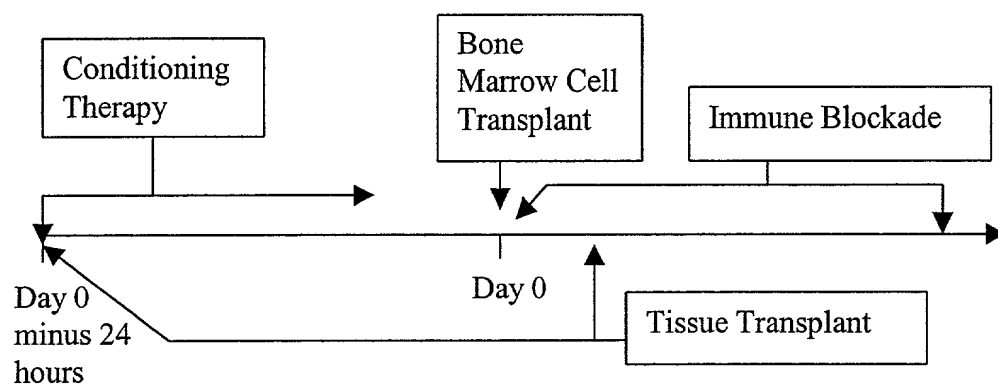 Conditioning
Therapy
Bone
Marrow Cell
Transplant
Immune Blockade
Day 0
minus 24
hours
Day 0
Tissue Transplant